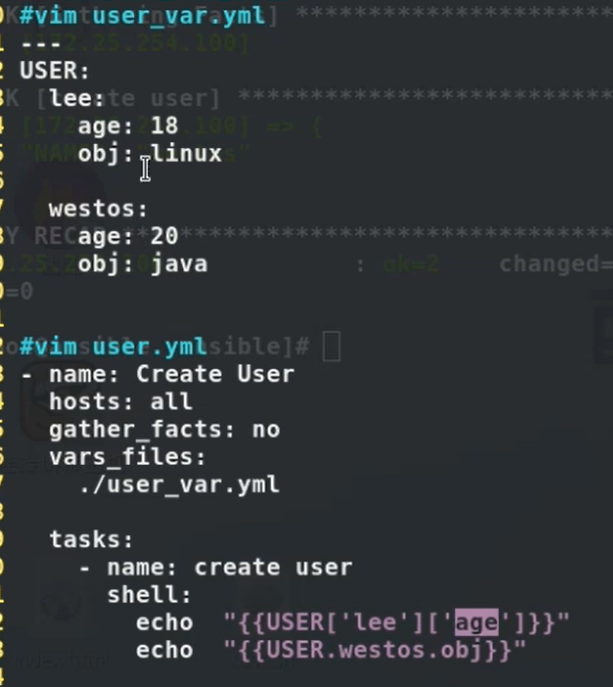 #vim user_var.yml
---
USER:
  lee:
    age: 18
    obj: linux

  westos:
    age: 20
    obj: java

#vim user.yml
- name: Create User
  hosts: all
  gather_facts: no
  vars_files:
    ./user_var.yml

  tasks:
    - name: create user
      shell:
        echo  "{{USER['lee']['age']}}"
        echo  "{{USER.westos.obj}}"